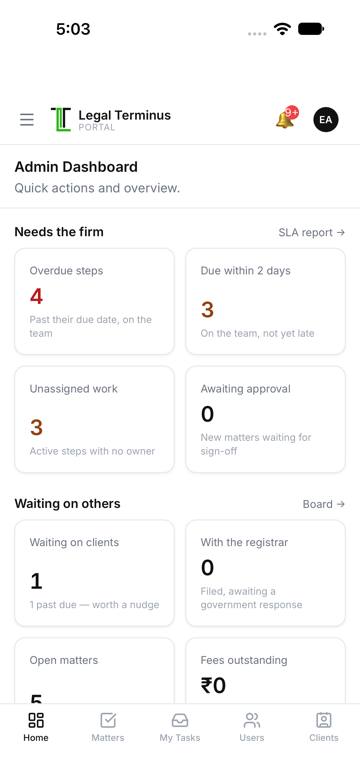 5:03
Legal Terminus
PORTAL
9+
EA
Admin Dashboard
Quick actions and overview.
Needs the firm
SLA report →
Overdue steps
4
Past their due date, on the
team
Due within 2 days
3
On the team, not yet late
Unassigned work
3
Active steps with no owner
Awaiting approval
0
New matters waiting for
sign-off
Waiting on others
Board →
Waiting on clients
1
1 past due — worth a nudge
With the registrar
0
Filed, awaiting a
government response
Open matters
5
Fees outstanding
₹0
Home
Matters
My Tasks
Users
Clients